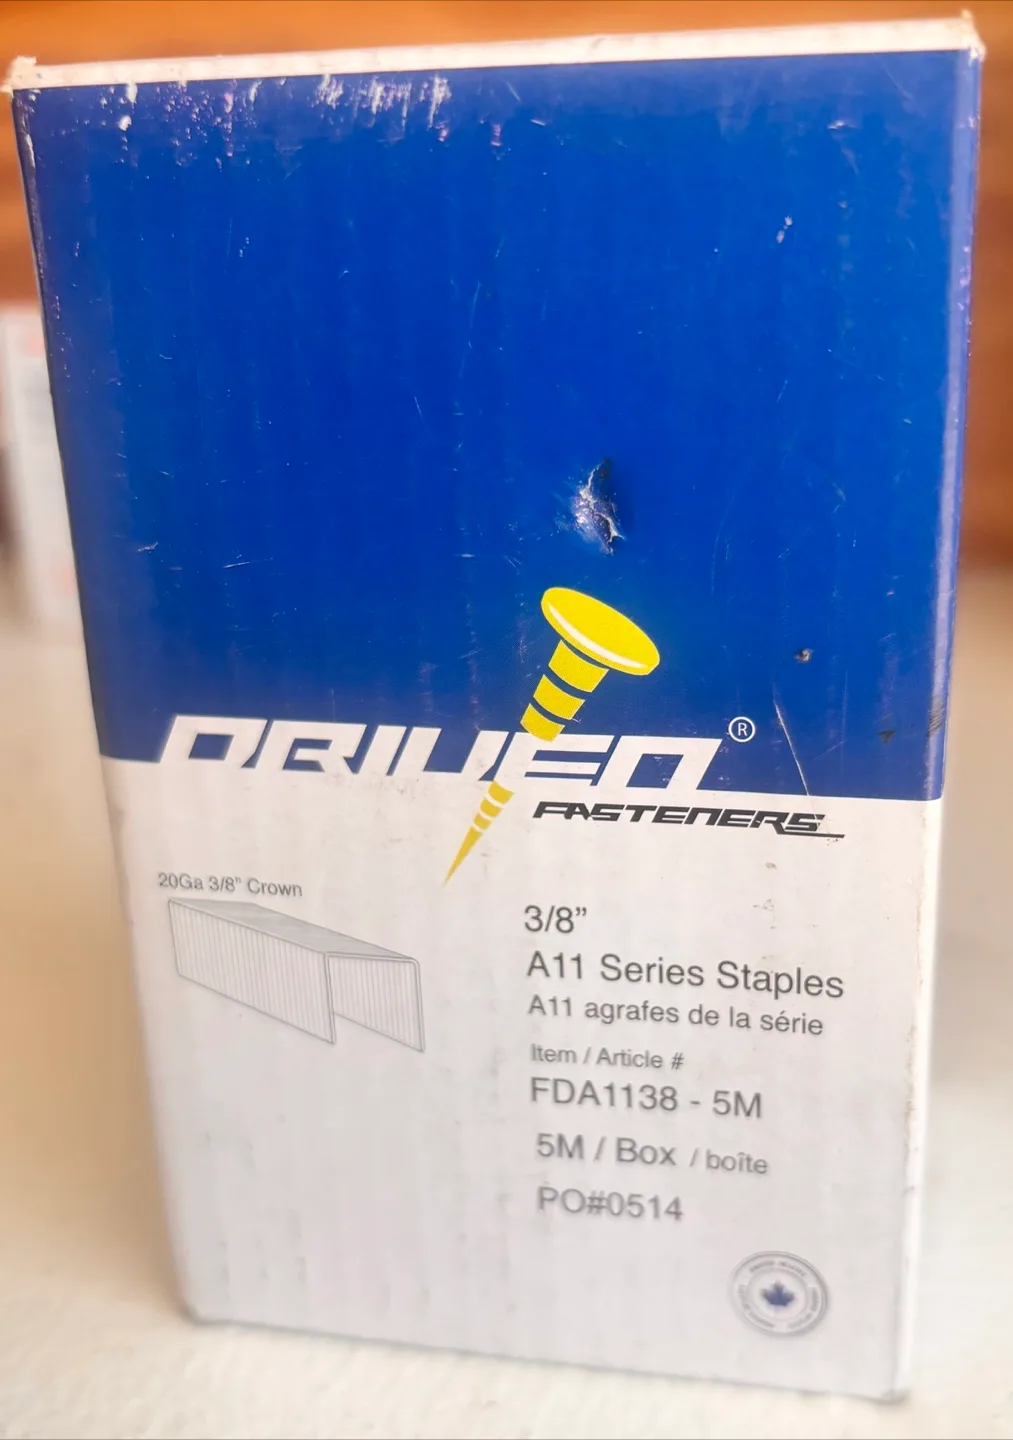 DRIVEN®
FASTENERS
20Ga 3/8” Crown
3/8”
A11 Series Staples
A11 agrafes de la série
Item / Article #
FDA1138 - 5M
5M / Box / boîte
PO#0514